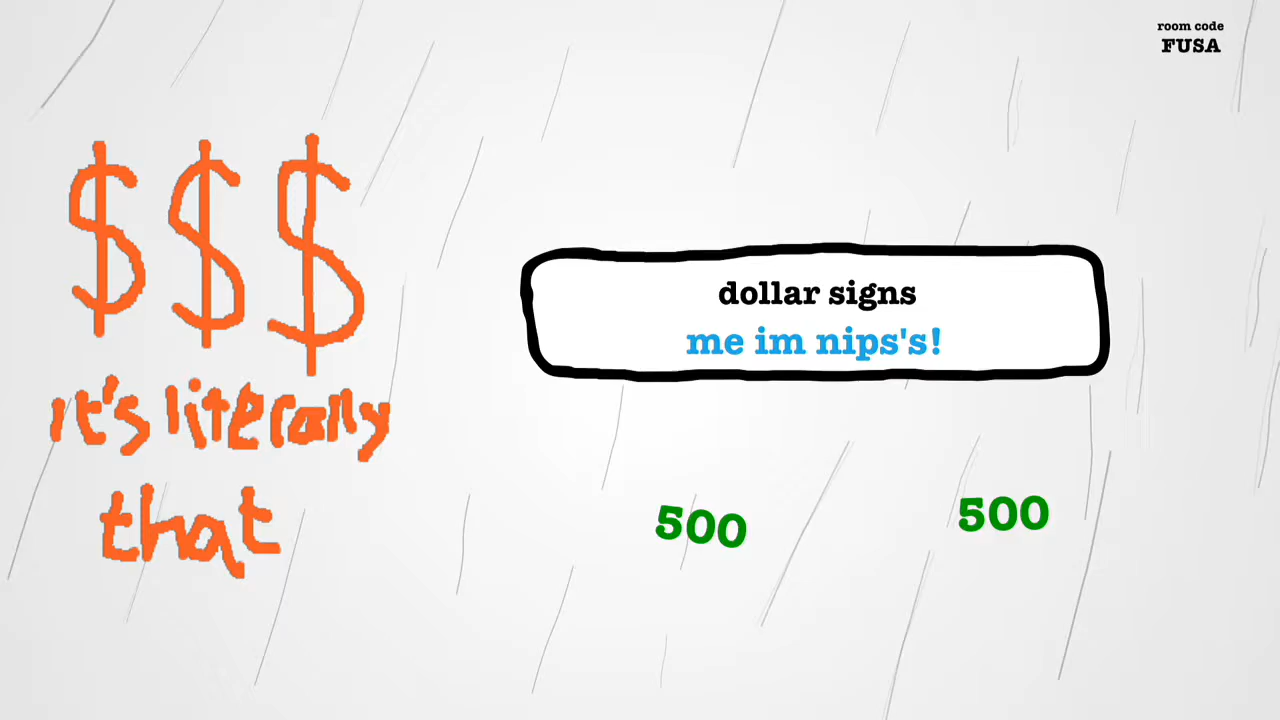 room code
FUSA
$$$
it's literally
that
dollar signs
me im nips's!
500 500